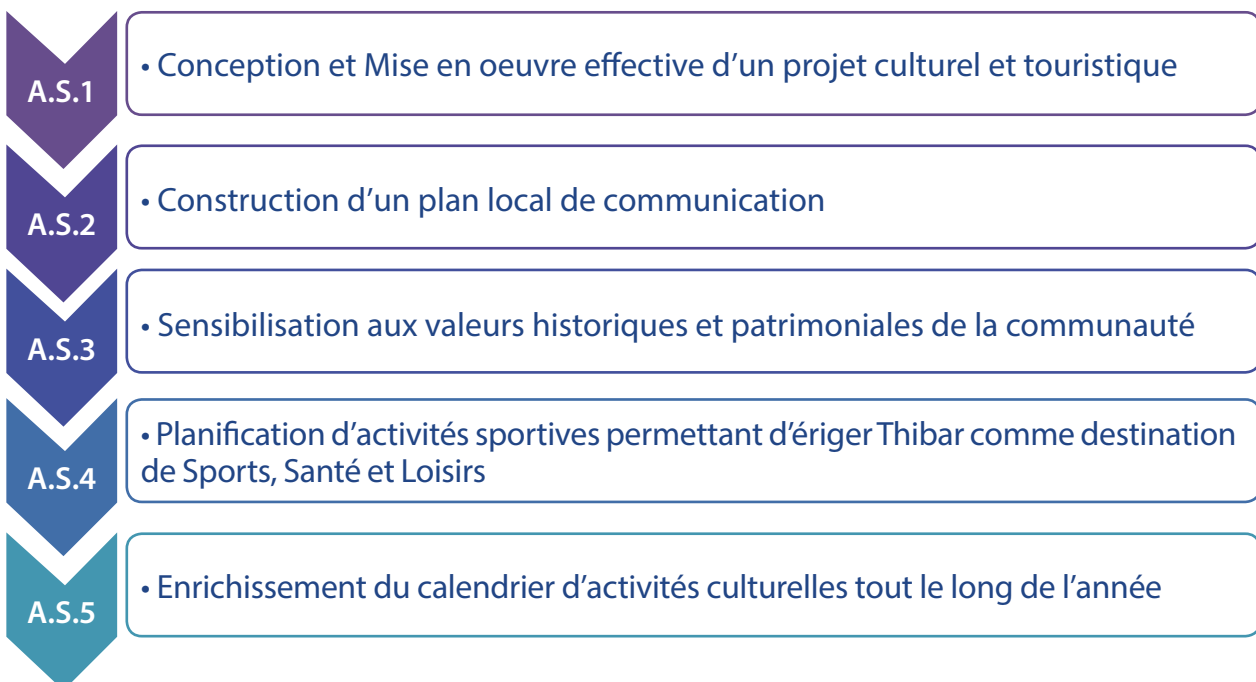 A.S.1
• Conception et Mise en oeuvre effective d’un projet culturel et touristique
A.S.2
• Construction d’un plan local de communication
A.S.3
• Sensibilisation aux valeurs historiques et patrimoniales de la communauté
A.S.4
• Planification d’activités sportives permettant d’ériger Thibar comme destination
de Sports, Santé et Loisirs
A.S.5
• Enrichissement du calendrier d’activités culturelles tout le long de l’année